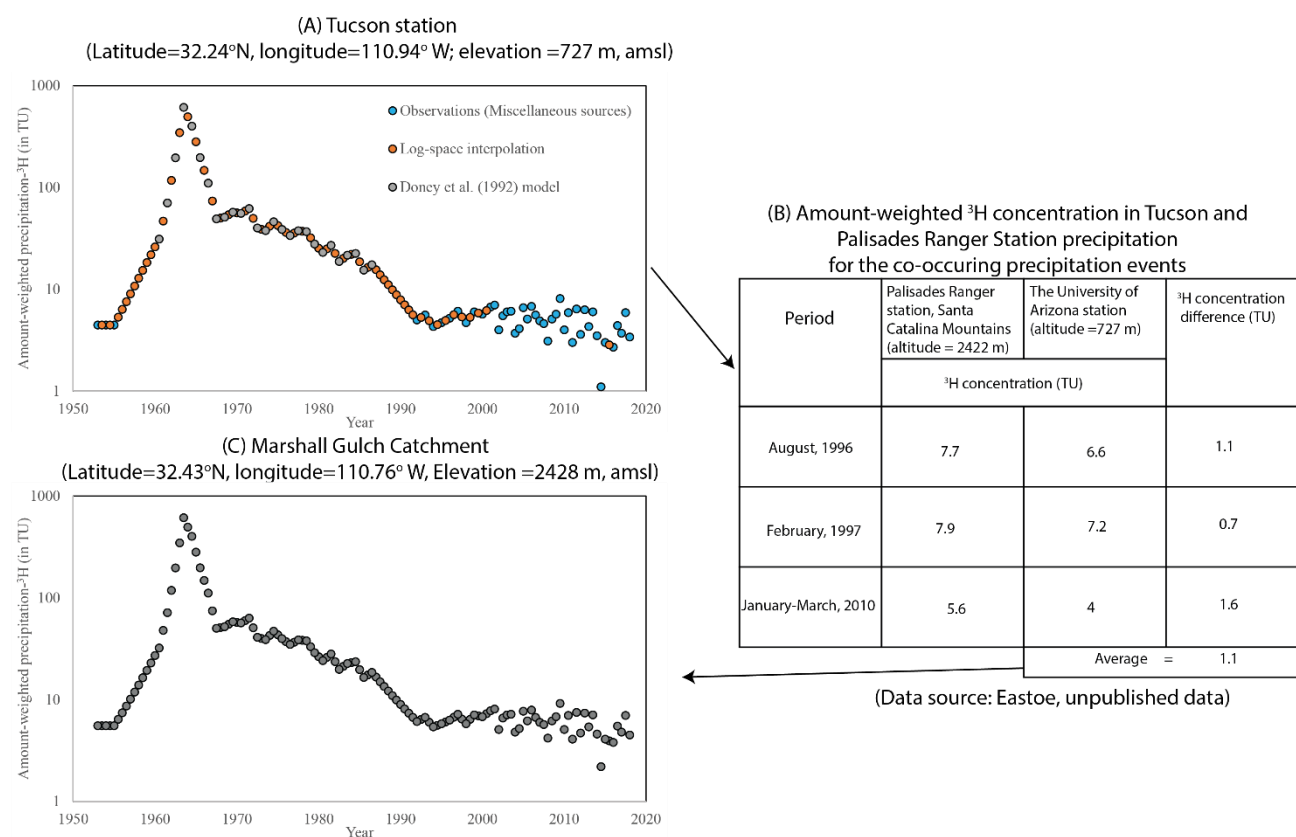 (A) Tucson station
(Latitude=32.24°N, longitude=110.94° W; elevation =727 m, amsl)
Amount-weighted precipitation-³H (in TU)
1000
100
10
1
Observations (Miscellaneous sources)
Log-space interpolation
Doney et al. (1992) model
1950 1960 1970 1980 1990 2000 2010 2020
Year
(B) Amount-weighted ³H concentration in Tucson and
Palisades Ranger Station precipitation
for the co-occuring precipitation events
Period
Palisades Ranger
station, Santa
Catalina Mountains
(altitude = 2422 m)
The University of
Arizona station
(altitude =727 m)
³H concentration
difference (TU)
³H concentration (TU)
August, 1996 7.7 6.6 1.1
February, 1997 7.9 7.2 0.7
January-March, 2010 5.6 4 1.6
Average = 1.1
(Data source: Eastoe, unpublished data)
(C) Marshall Gulch Catchment
(Latitude=32.43°N, longitude=110.76° W, Elevation =2428 m, amsl)
Amount-weighted precipitation-³H (in TU)
1000
100
10
1
1950 1960 1970 1980 1990 2000 2010 2020
Year